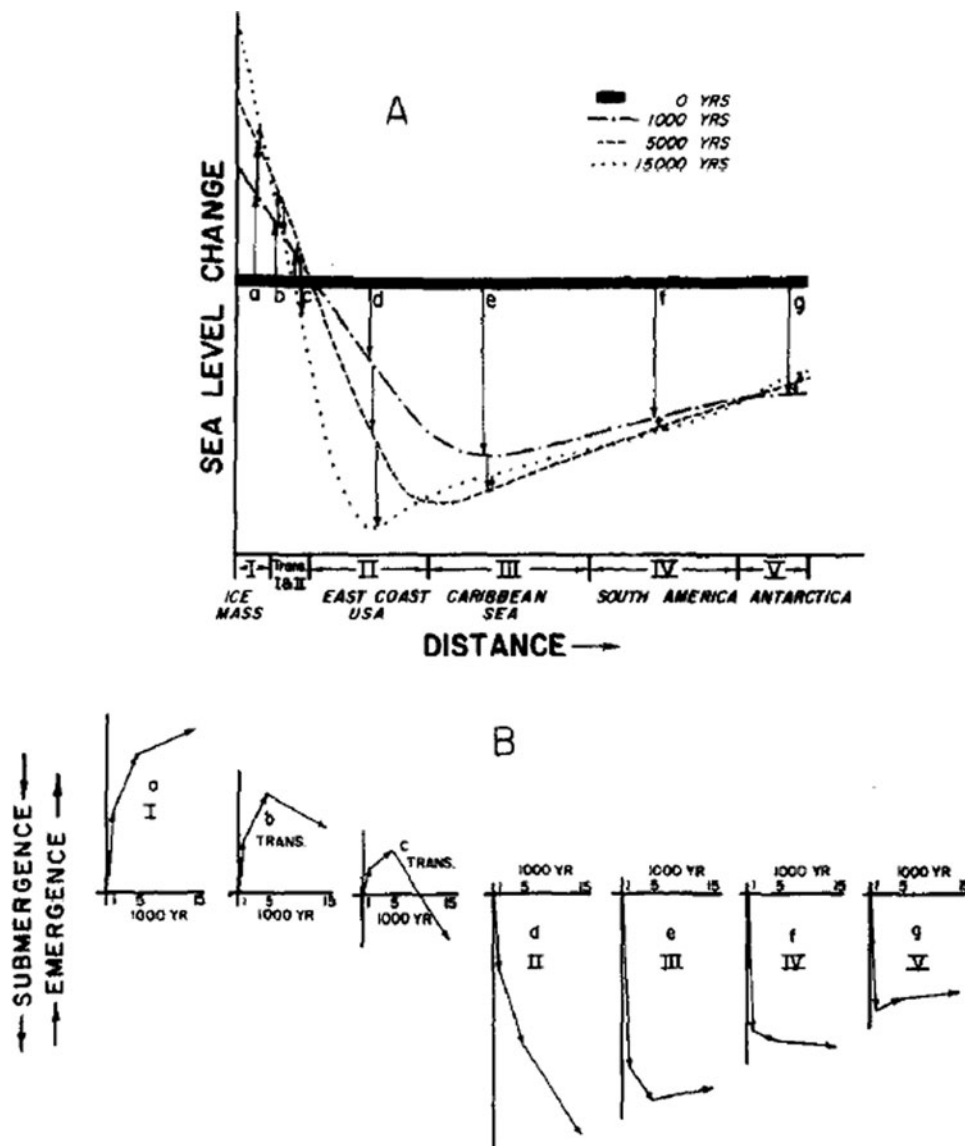 A
0 YRS
1000 YRS
5000 YRS
15000 YRS
SEA LEVEL CHANGE
a b c d e f g
I Trans. I & II II III IV V
ICE MASS EAST COAST USA CARIBBEAN SEA SOUTH AMERICA ANTARCTICA
DISTANCE
B
SUBMERGENCE
EMERGENCE
a
I
1 5 15
1000 YR
b
TRANS.
1 5 15
1000 YR
c
TRANS.
1 5 15
1000 YR
1000 YR
1 5 15
d
II
1000 YR
1 5 15
e
III
1000 YR
1 5
f
IV
1000 YR
1 5 15
g
V